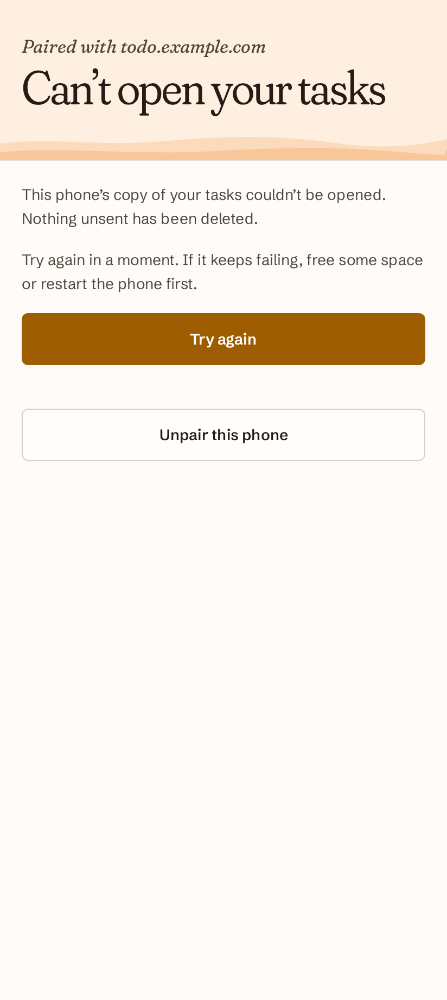 Paired with todo.example.com
Can’t open your tasks
This phone’s copy of your tasks couldn’t be opened.
Nothing unsent has been deleted.
Try again in a moment. If it keeps failing, free some space
or restart the phone first.
Try again
Unpair this phone